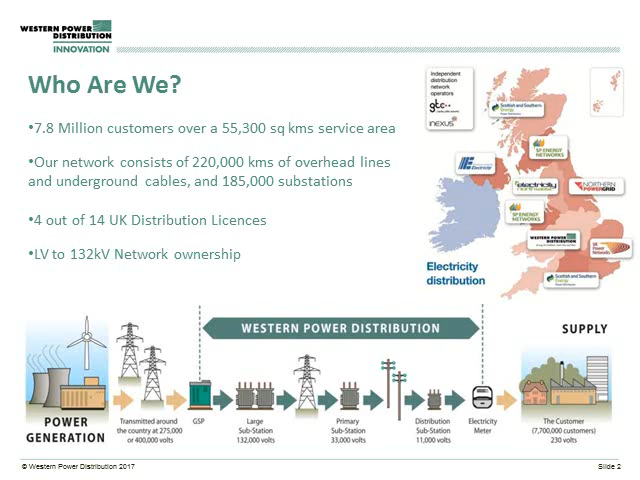 WESTERN POWER
DISTRIBUTION
INNOVATION
Who Are We?
•7.8 Million customers over a 55,300 sq kms service area
•Our network consists of 220,000 kms of overhead lines
and underground cables, and 185,000 substations
•4 out of 14 UK Distribution Licences
•LV to 132kV Network ownership
Independent
distribution
network
operators
gtc
INEXUS
Scottish and Southern
Energy
SP ENERGY
NETWORKS
Electricity
electricity
north west
NORTHERN
POWERGRID
SP ENERGY
NETWORKS
WESTERN POWER
DISTRIBUTION
UK
Power
Networks
Scottish and Southern
Energy
Electricity
distribution
WESTERN POWER DISTRIBUTION
SUPPLY
POWER
GENERATION
Transmitted around
the country at 275,000
or 400,000 volts
GSP
Large
Sub-Station
132,000 volts
Primary
Sub-Station
33,000 volts
Distribution
Sub-Station
11,000 volts
Electricity
Meter
The Customer
(7,700,000 customers)
230 volts
© Western Power Distribution 2017
Slide 2